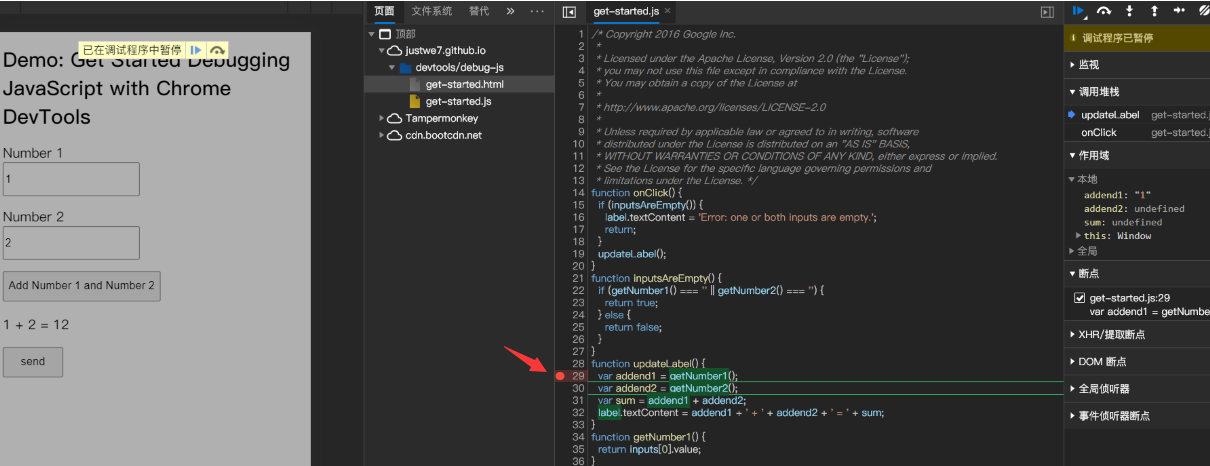 已在调试程序中暂停
Demo: Get Started Debugging
JavaScript with Chrome
DevTools
Number 1
1
Number 2
2
Add Number 1 and Number 2
1 + 2 = 12
send
页面 文件系统 替代 » ···
顶部
justwe7.github.io
devtools/debug-js
get-started.html
get-started.js
Tampermonkey
cdn.bootcdn.net
get-started.js ×
1 /* Copyright 2016 Google Inc.
2 *
3 * Licensed under the Apache License, Version 2.0 (the "License");
4 * you may not use this file except in compliance with the License.
5 * You may obtain a copy of the License at
6 *
7 * http://www.apache.org/licenses/LICENSE-2.0
8 *
9 * Unless required by applicable law or agreed to in writing, software
10 * distributed under the License is distributed on an "AS IS" BASIS,
11 * WITHOUT WARRANTIES OR CONDITIONS OF ANY KIND, either express or implied.
12 * See the License for the specific language governing permissions and
13 * limitations under the License. */
14 function onClick() {
15 if (inputsAreEmpty()) {
16 label.textContent = 'Error: one or both inputs are empty.';
17 return;
18 }
19 updateLabel();
20 }
21 function inputsAreEmpty() {
22 if (getNumber1() === '' || getNumber2() === '') {
23 return true;
24 } else {
25 return false;
26 }
27 }
28 function updateLabel() {
29 var addend1 = getNumber1();
30 var addend2 = getNumber2();
31 var sum = addend1 + addend2;
32 label.textContent = addend1 + ' + ' + addend2 + ' = ' + sum;
33 }
34 function getNumber1() {
35 return inputs[0].value;
36 }
调试程序已暂停
监视
调用堆栈
updateLabel get-started.j
onClick get-started.j
作用域
本地
addend1: "1"
addend2: undefined
sum: undefined
this: Window
全局
断点
get-started.js:29
var addend1 = getNumbe
XHR/提取断点
DOM 断点
全局侦听器
事件侦听器断点